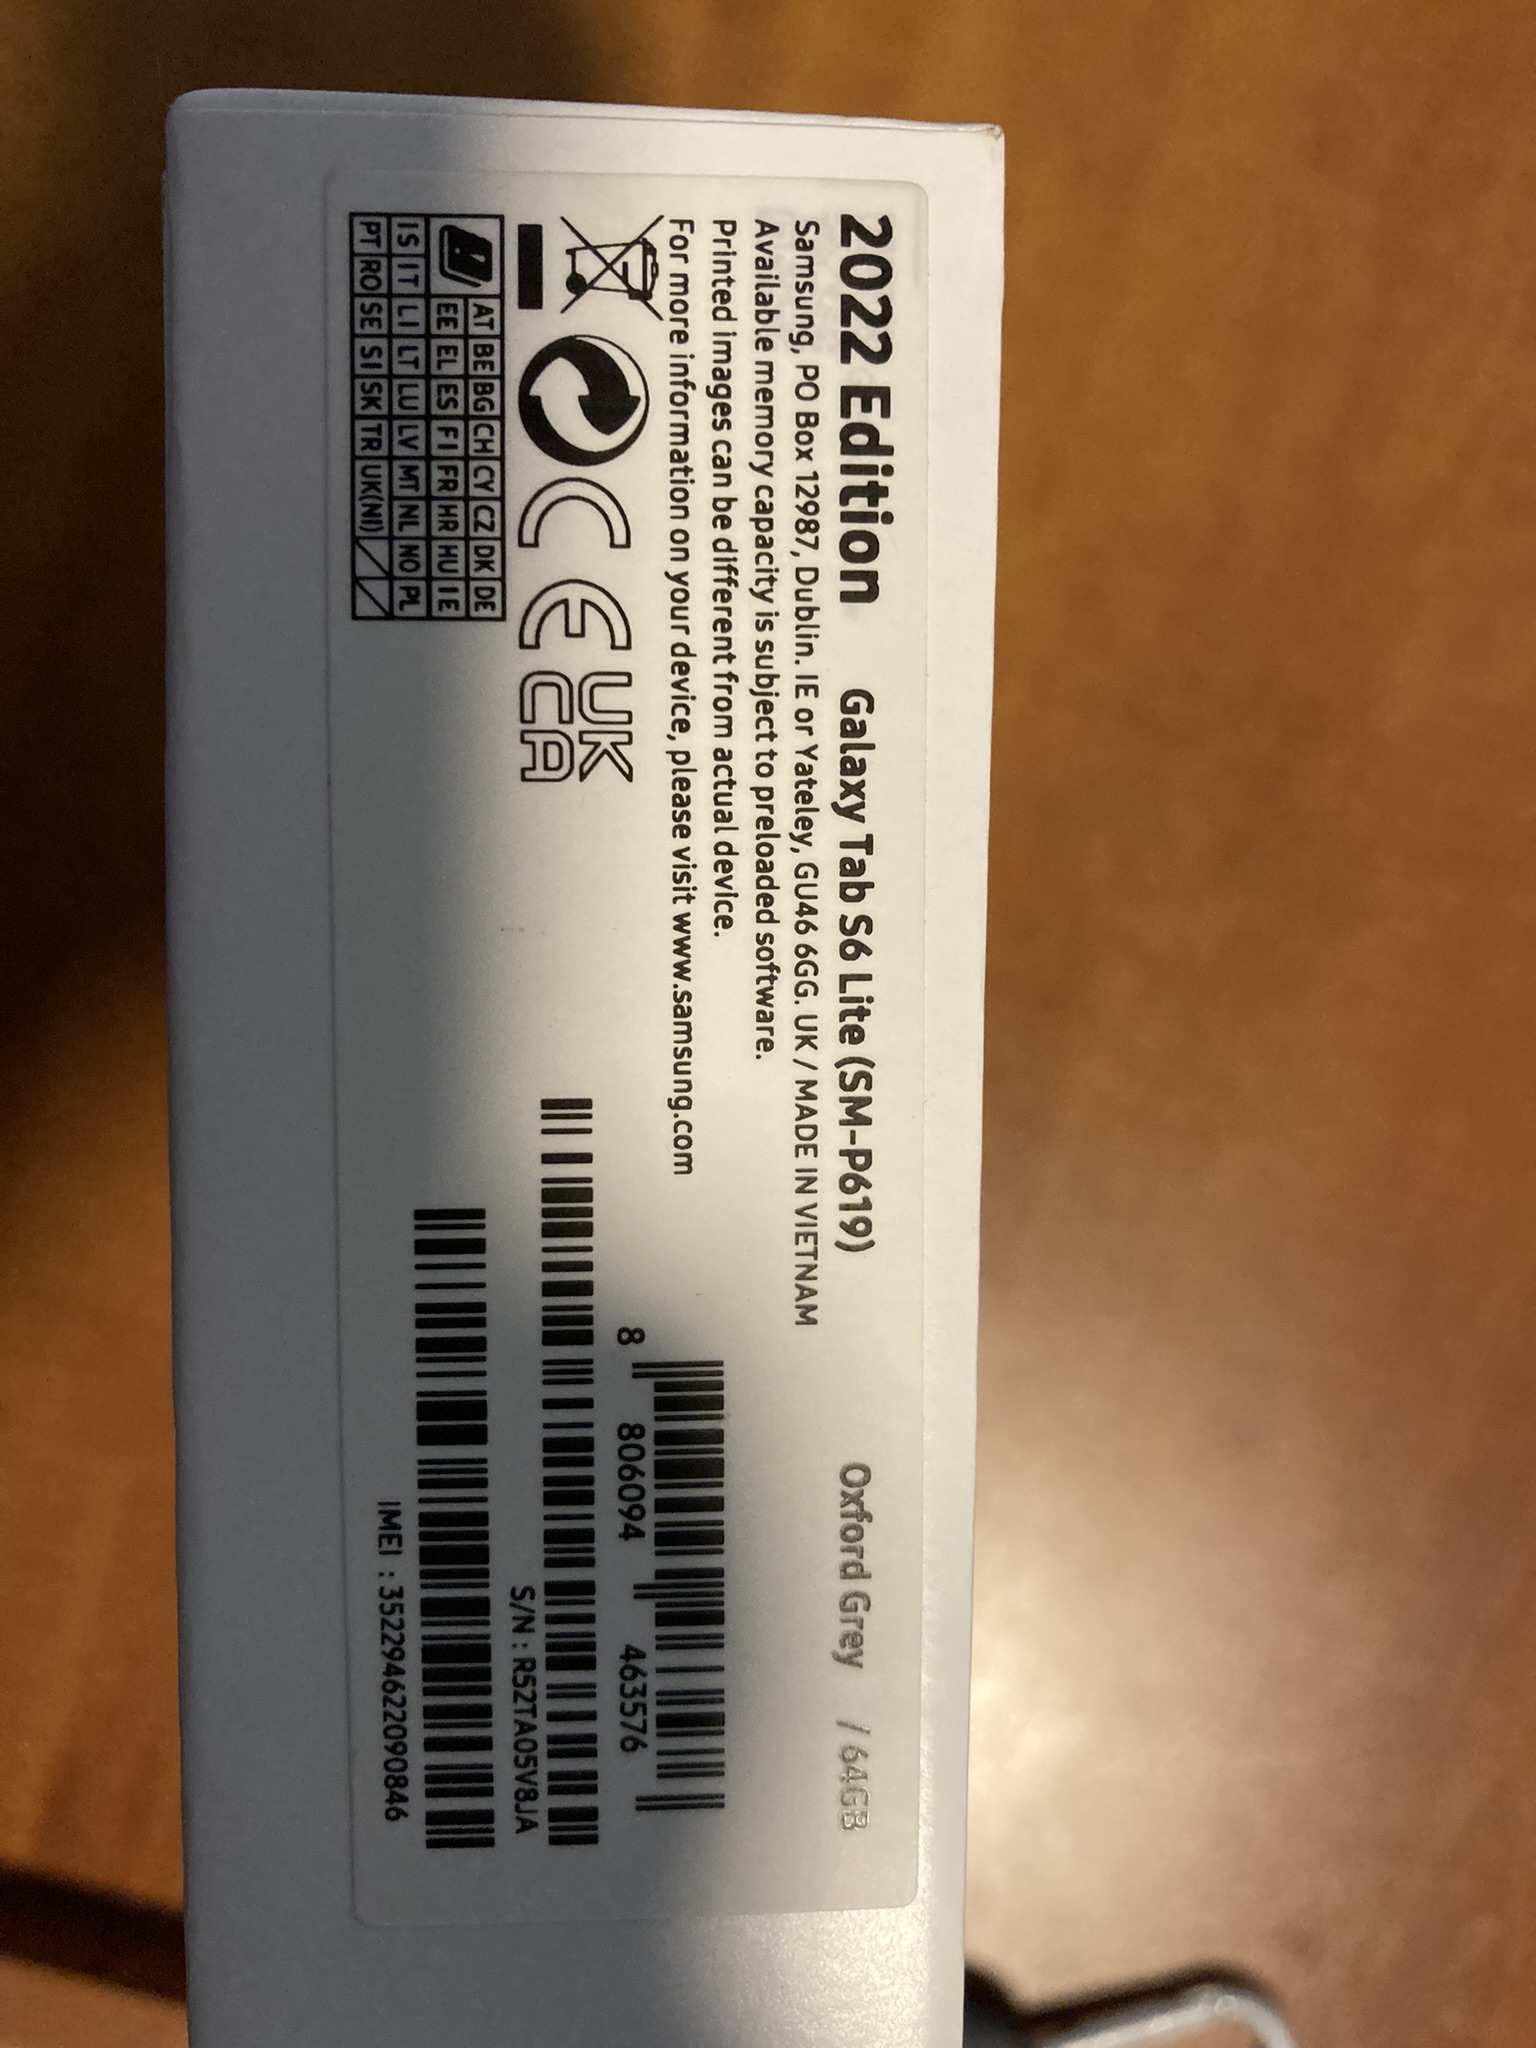 2022 Edition Galaxy Tab S6 Lite (SM-P619) Oxford Grey / 64GB
Samsung, PO Box 12987, Dublin. IE or Yateley, GU46 6GG. UK / MADE IN VIETNAM
Available memory capacity is subject to preloaded software.
Printed images can be different from actual device.
For more information on your device, please visit www.samsung.com
CE UK
CA
8 806094 463576
S/N : R52TA05V8JA
IMEI : 352294622090846
AT BE BG CH CY CZ DK DE
EE EL ES FI FR HR HU IE
IS IT LI LT LU LV MT NL NO PL
PT RO SE SI SK TR UK(NI)